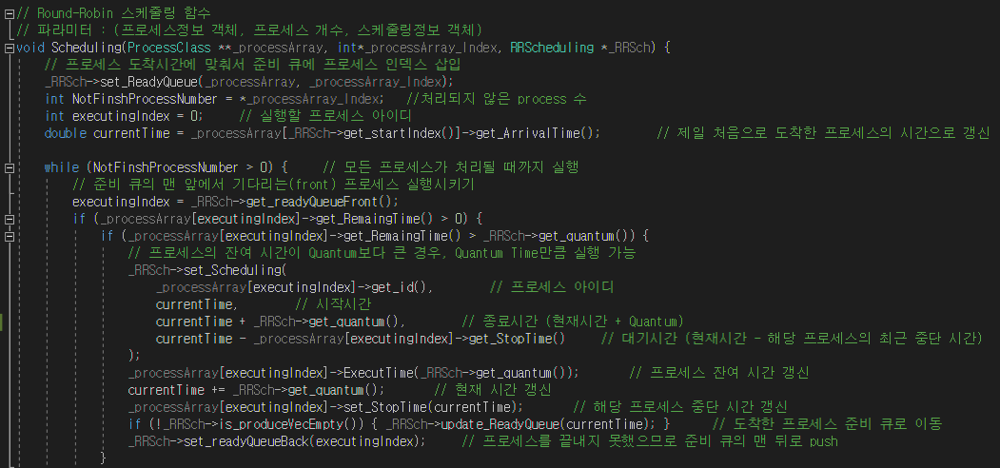 // Round-Robin 스케줄링 함수
// 파라미터 : (프로세스정보 객체, 프로세스 개수, 스케줄링정보 객체)
void Scheduling(ProcessClass **_processArray, int*_processArray_Index, RRScheduling *_RRSch) {
// 프로세스 도착시간에 맞춰서 준비 큐에 프로세스 인덱스 삽입
_RRSch->set_ReadyQueue(_processArray, _processArray_Index);
int NotFinshProcessNumber = *_processArray_Index; //처리되지 않은 process 수
int executingIndex = 0; // 실행할 프로세스 아이디
double currentTime = _processArray[_RRSch->get_startIndex()]->get_ArrivalTime(); // 제일 처음으로 도착한 프로세스의 시간으로 갱신
while (NotFinshProcessNumber > 0) { // 모든 프로세스가 처리될 때까지 실행
// 준비 큐의 맨 앞에서 기다리는(front) 프로세스 실행시키기
executingIndex = _RRSch->get_readyQueueFront();
if (_processArray[executingIndex]->get_RemaingTime() > 0) {
if (_processArray[executingIndex]->get_RemaingTime() > _RRSch->get_quantum()) {
// 프로세스의 잔여 시간이 Quantum보다 큰 경우, Quantum Time만큼 실행 가능
_RRSch->set_Scheduling(
_processArray[executingIndex]->get_id(), // 프로세스 아이디
currentTime, // 시작시간
currentTime + _RRSch->get_quantum(), // 종료시간 (현재시간 + Quantum)
currentTime - _processArray[executingIndex]->get_StopTime() // 대기시간 (현재시간 - 해당 프로세스의 최근 중단 시간)
);
_processArray[executingIndex]->ExecutTime(_RRSch->get_quantum()); // 프로세스 잔여 시간 갱신
currentTime += _RRSch->get_quantum(); // 현재 시간 갱신
_processArray[executingIndex]->set_StopTime(currentTime); // 해당 프로세스 중단 시간 갱신
if (!_RRSch->is_produceVecEmpty()) { _RRSch->update_ReadyQueue(currentTime); } // 도착한 프로세스 준비 큐로 이동
_RRSch->set_readyQueueBack(executingIndex); // 프로세스를 끝내지 못했으므로 준비 큐의 맨 뒤로 push
}